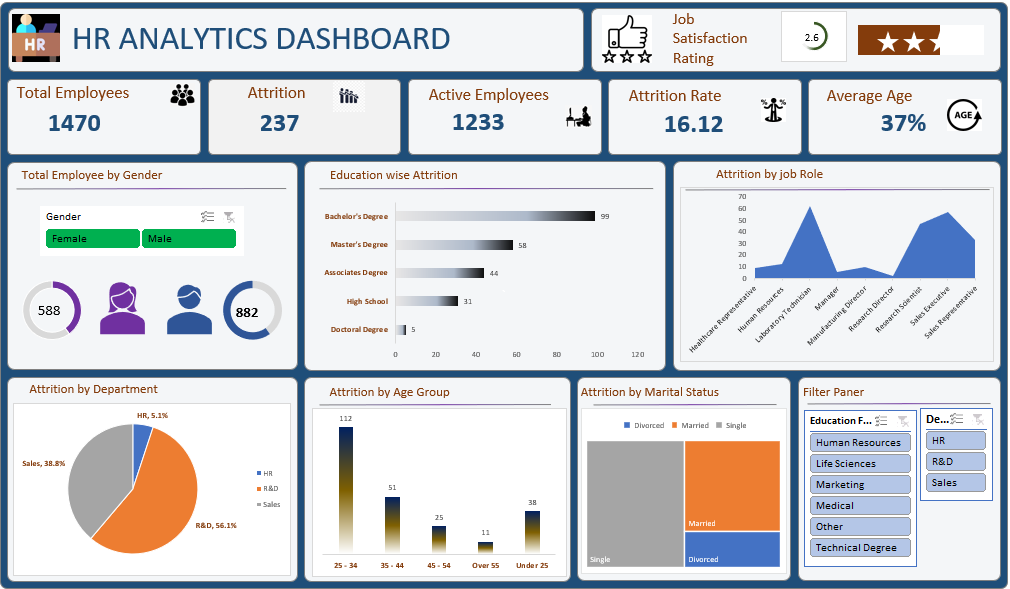 HR
HR ANALYTICS DASHBOARD
Job
Satisfaction
Rating
2.6
Total Employees
1470
Attrition
237
Active Employees
1233
Attrition Rate
16.12
% %
Average Age
37%
AGE
Total Employee by Gender
Gender
Female
Male
588
882
Education wise Attrition
Bachelor's Degree
99
Master's Degree
58
Associates Degree
44
High School
31
Doctoral Degree
5
0 20 40 60 80 100 120
Attrition by job Role
70
60
50
40
30
20
10
0
Healthcare Representative
Human Resources
Laboratory Technician
Manager
Manufacturing Director
Research Director
Research Scientist
Sales Executive
Sales Representative
Attrition by Department
HR, 5.1%
Sales, 38.8%
R&D, 56.1%
HR
R&D
Sales
Attrition by Age Group
112
51
25
11
38
25 - 34 35 - 44 45 - 54 Over 55 Under 25
Attrition by Marital Status
Divorced Married Single
Single
Married
Divorced
Filter Paner
Education F...
Human Resources
Life Sciences
Marketing
Medical
Other
Technical Degree
De...
HR
R&D
Sales